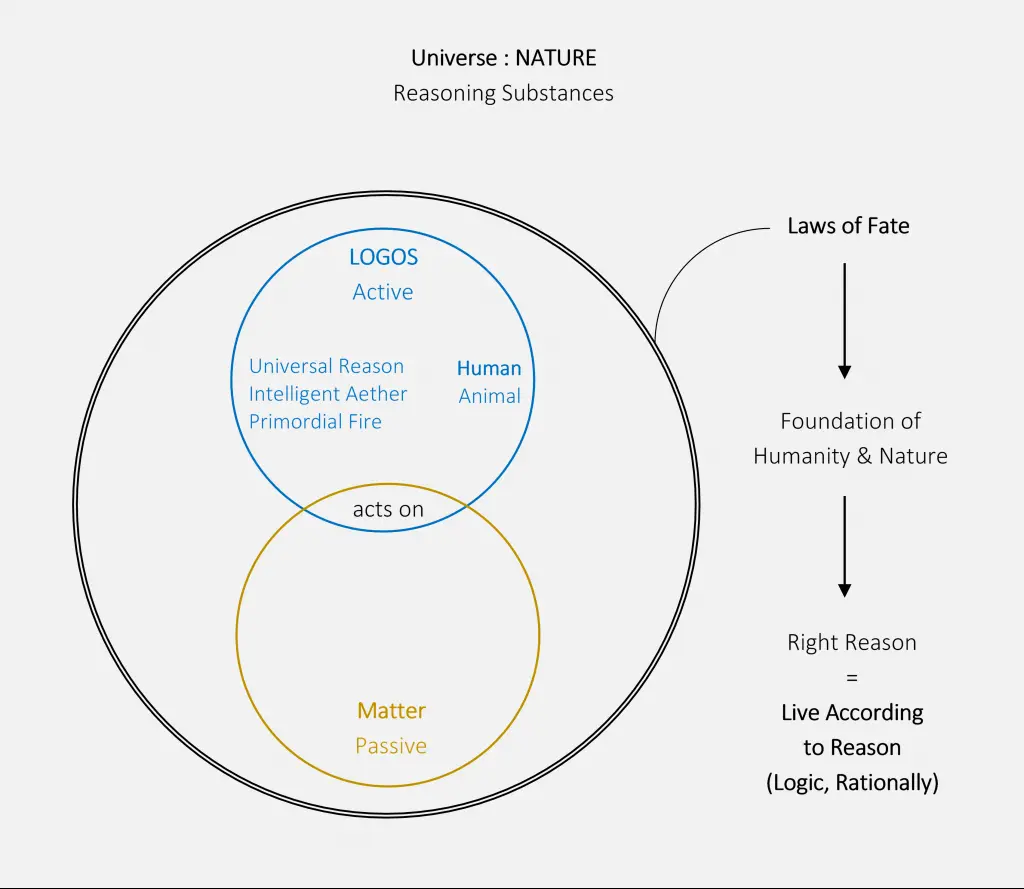 Universe : NATURE
Reasoning Substances
LOGOS
Active
Universal Reason
Intelligent Aether
Primordial Fire
Human
Animal
acts on
Matter
Passive
Laws of Fate
Foundation of
Humanity & Nature
Right Reason
=
Live According
to Reason
(Logic, Rationally)